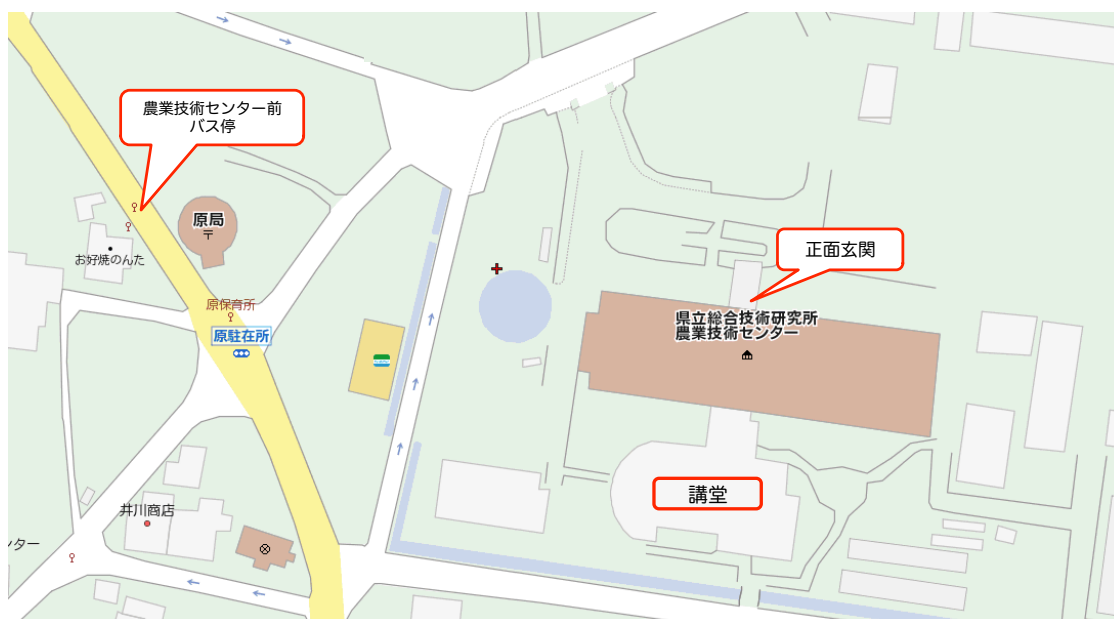 農業技術センター前
バス停
原局
〒
お好焼のんた
正面玄関
原保育所
原駐在所
県立総合技術研究所
農業技術センター
講堂
井川商店
ンター